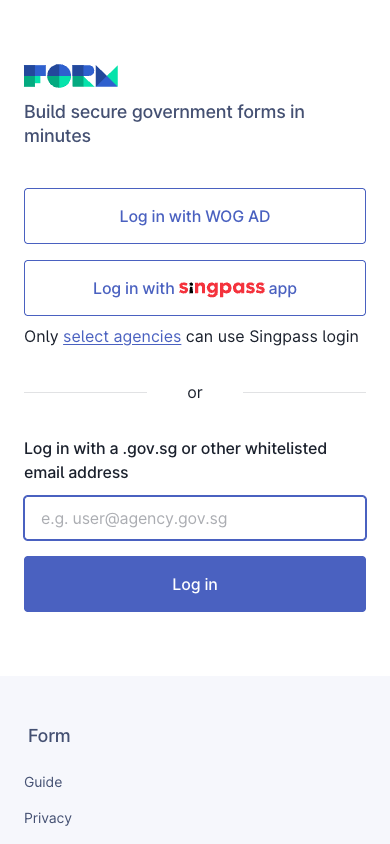 FORM
Build secure government forms in
minutes
Log in with WOG AD
Log in with singpass app
Only select agencies can use Singpass login
or
Log in with a .gov.sg or other whitelisted
email address
e.g. user@agency.gov.sg
Log in
Form
Guide
Privacy